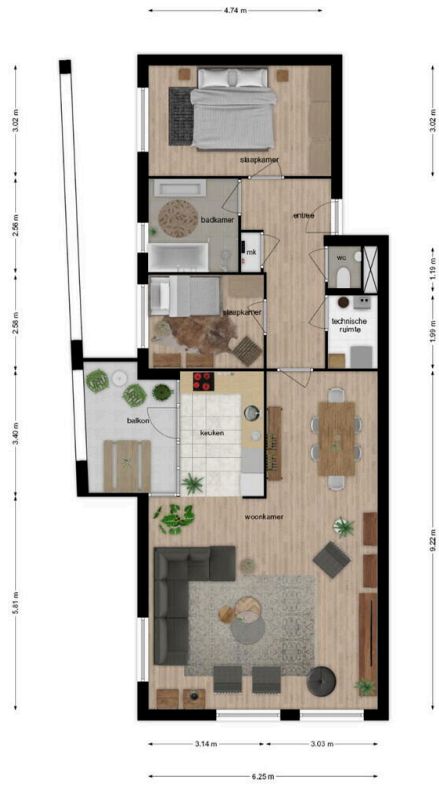 4.74 m
3.02 m
3.02 m
slaapkamer
2.56 m
badkamer
entree
mk
wc
1.19 m
2.58 m
slaapkamer
technische
ruimte
1.99 m
3.40 m
balkon
keuken
woonkamer
9.22 m
5.81 m
3.14 m
3.03 m
6.25 m